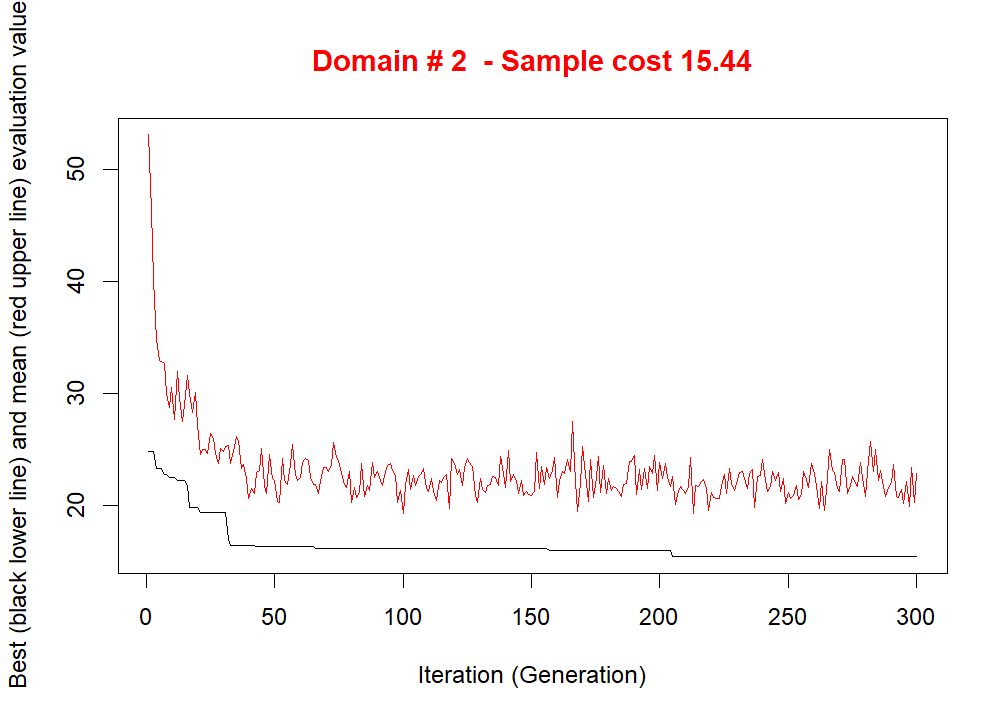 Domain # 2  - Sample cost 15.44
Best (black lower line) and mean (red upper line) evaluation value
50
40
30
20
0 50 100 150 200 250 300
Iteration (Generation)